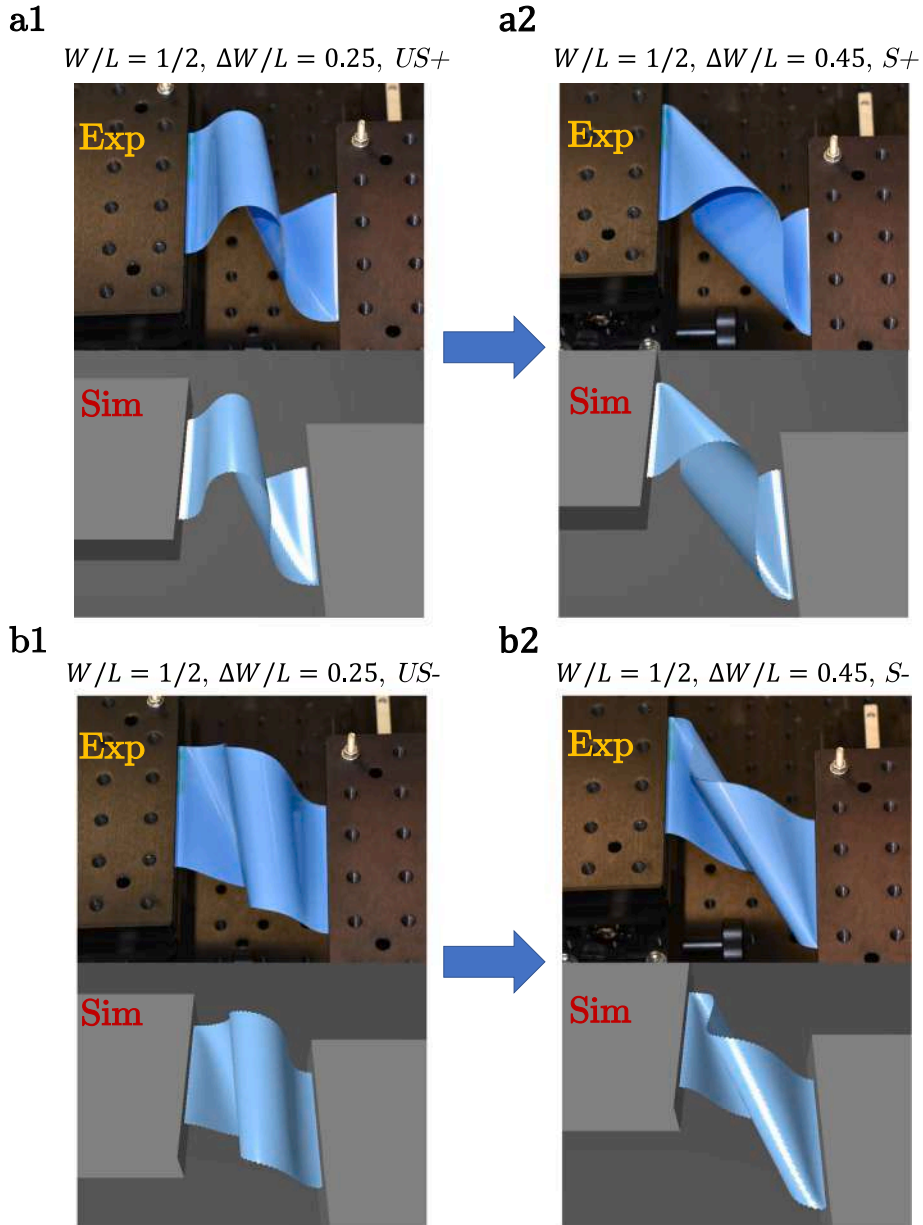 a1
W/L = 1/2, ΔW/L = 0.25, US+
Exp
Sim
a2
W/L = 1/2, ΔW/L = 0.45, S+
Exp
Sim
b1
W/L = 1/2, ΔW/L = 0.25, US-
Exp
Sim
b2
W/L = 1/2, ΔW/L = 0.45, S-
Exp
Sim